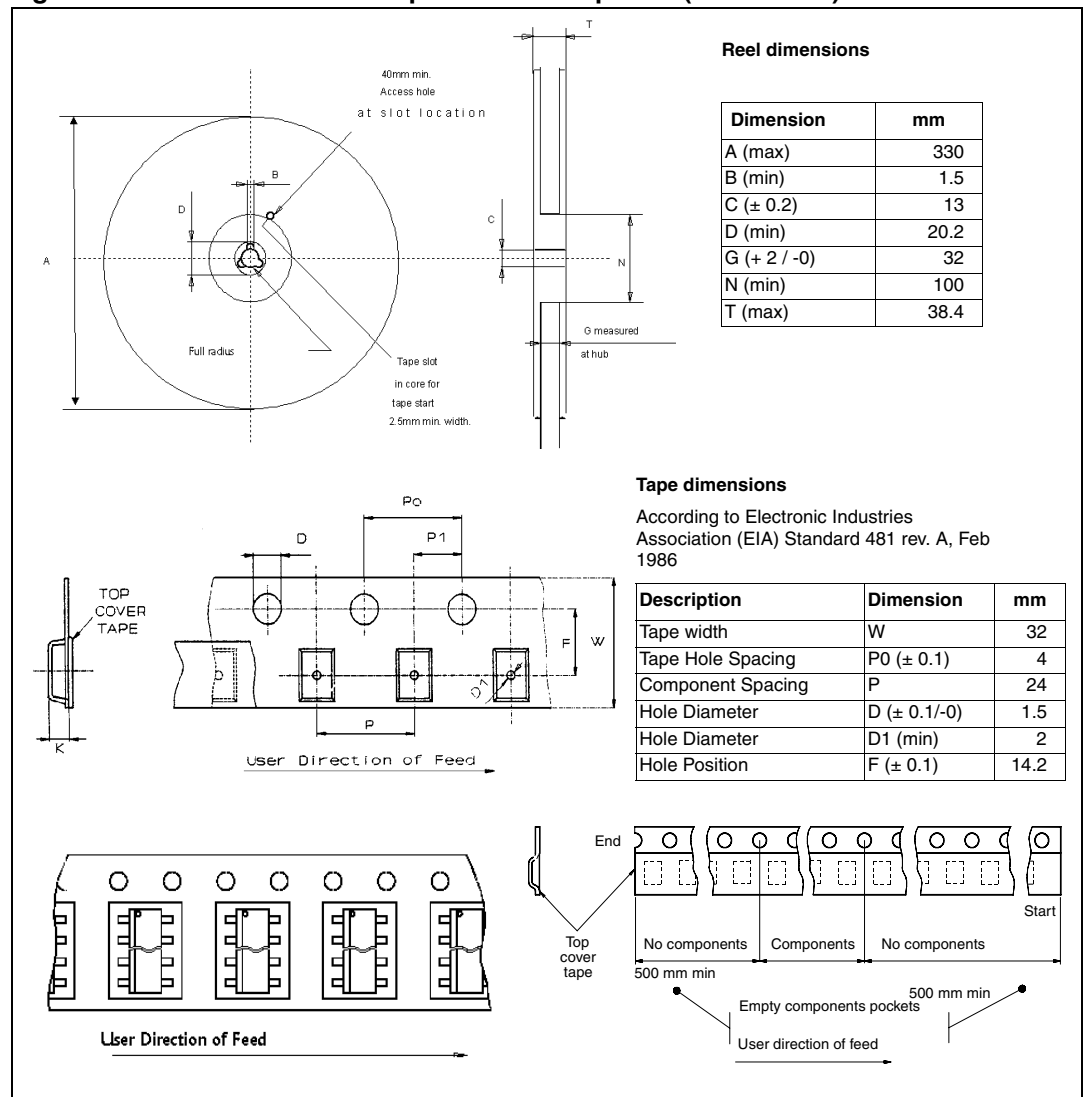 T
40mm min.
Access hole
at slot location
B
D
A
C
N
Full radius
Tape slot
in core for
tape start
2.5mm min. width.
G measured
at hub
Reel dimensions
Dimension mm
A (max) 330
B (min) 1.5
C (± 0.2) 13
D (min) 20.2
G (+ 2 / -0) 32
N (min) 100
T (max) 38.4
Tape dimensions
According to Electronic Industries
Association (EIA) Standard 481 rev. A, Feb
1986
Description Dimension mm
Tape width W 32
Tape Hole Spacing P0 (± 0.1) 4
Component Spacing P 24
Hole Diameter D (± 0.1/-0) 1.5
Hole Diameter D1 (min) 2
Hole Position F (± 0.1) 14.2
Po
D
P1
TOP
COVER
TAPE
F
W
D1
P
K
User Direction of Feed
End
Start
Top
cover
tape
No components
Components
No components
500 mm min
500 mm min
Empty components pockets
User direction of feed
User Direction of Feed